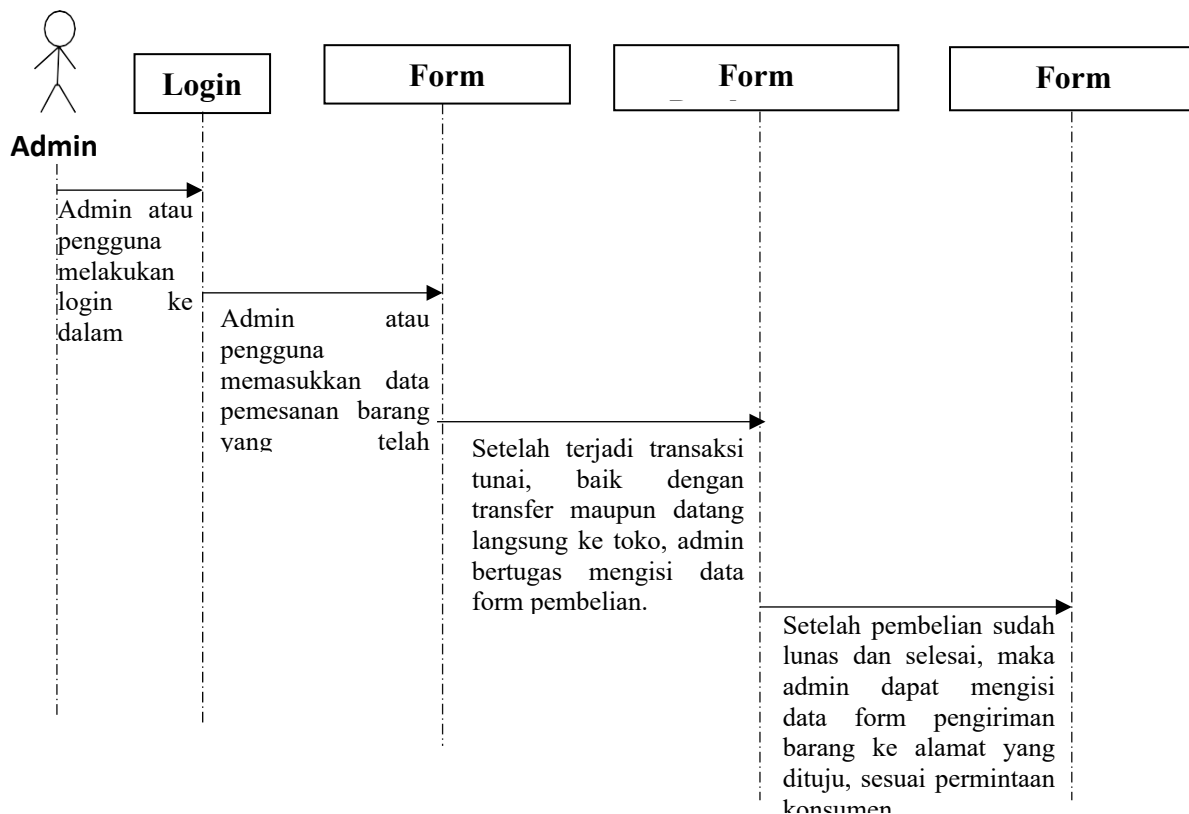 Login
Form
Form
Form
Admin
Admin atau
pengguna
melakukan
login ke
dalam
Admin atau
pengguna
memasukkan data
pemesanan barang
yang telah
Setelah terjadi transaksi
tunai, baik dengan
transfer maupun datang
langsung ke toko, admin
bertugas mengisi data
form pembelian.
Setelah pembelian sudah
lunas dan selesai, maka
admin dapat mengisi
data form pengiriman
barang ke alamat yang
dituju, sesuai permintaan
konsumen